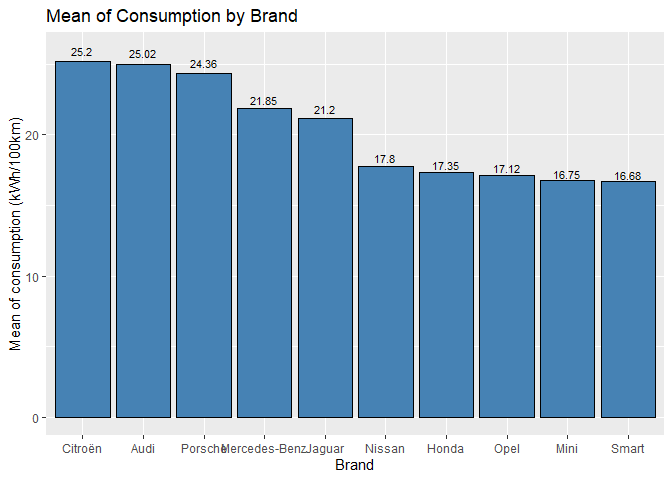 Mean of Consumption by Brand
Mean of consumption (kWh/100km)
20
10
0
25.2 25.02 24.36 21.85 21.2 17.8 17.35 17.12 16.75 16.68
Citroën Audi Porsche Mercedes-Benz Jaguar Nissan Honda Opel Mini Smart
Brand